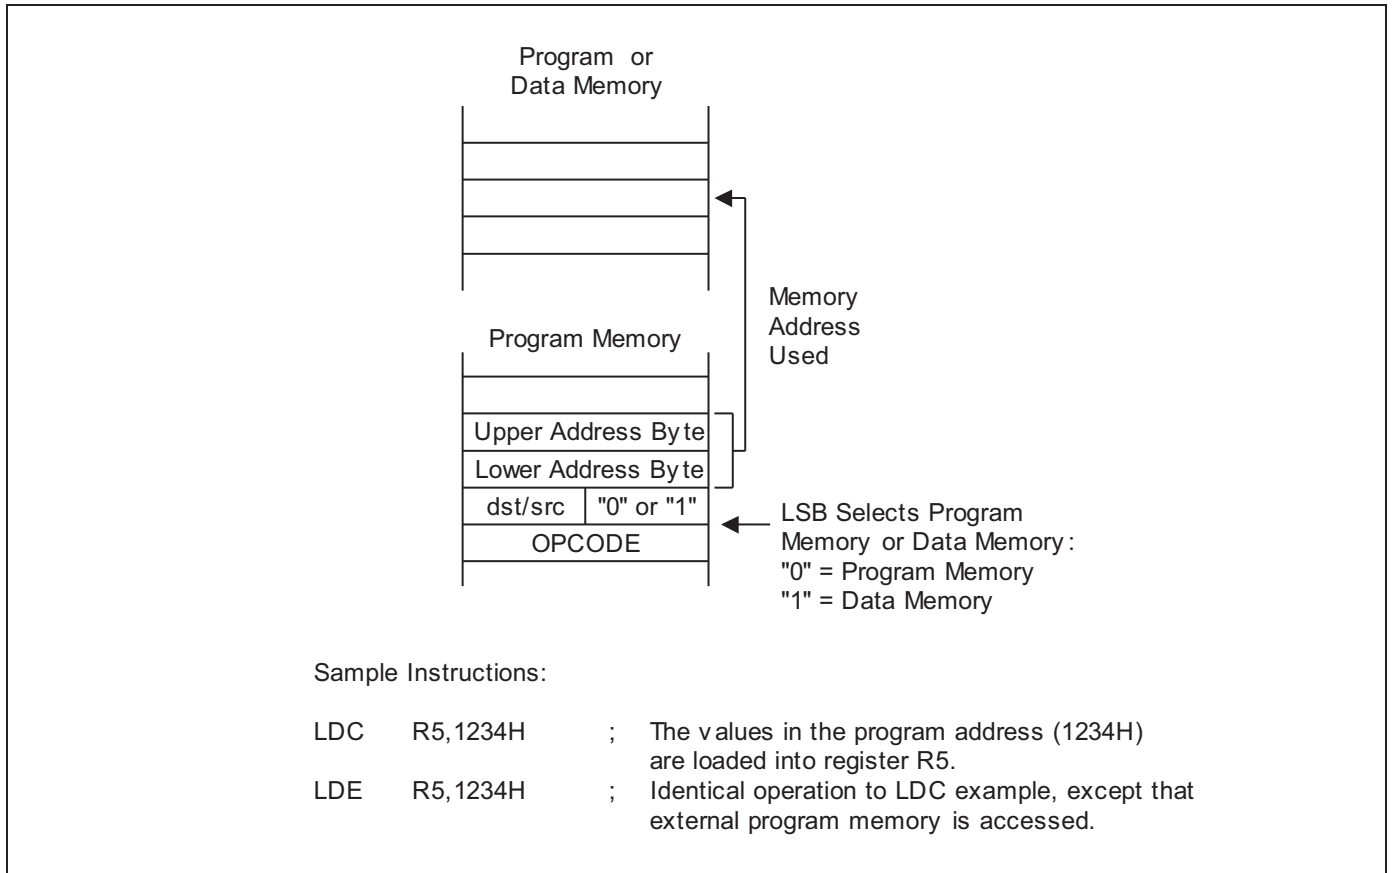 Program or
Data Memory
Memory
Address
Used
Program Memory
Upper Address Byte
Lower Address Byte
dst/src "0" or "1"
OPCODE
LSB Selects Program
Memory or Data Memory:
"0" = Program Memory
"1" = Data Memory
Sample Instructions:
LDC R5,1234H ; The values in the program address (1234H)
are loaded into register R5.
LDE R5,1234H ; Identical operation to LDC example, except that
external program memory is accessed.